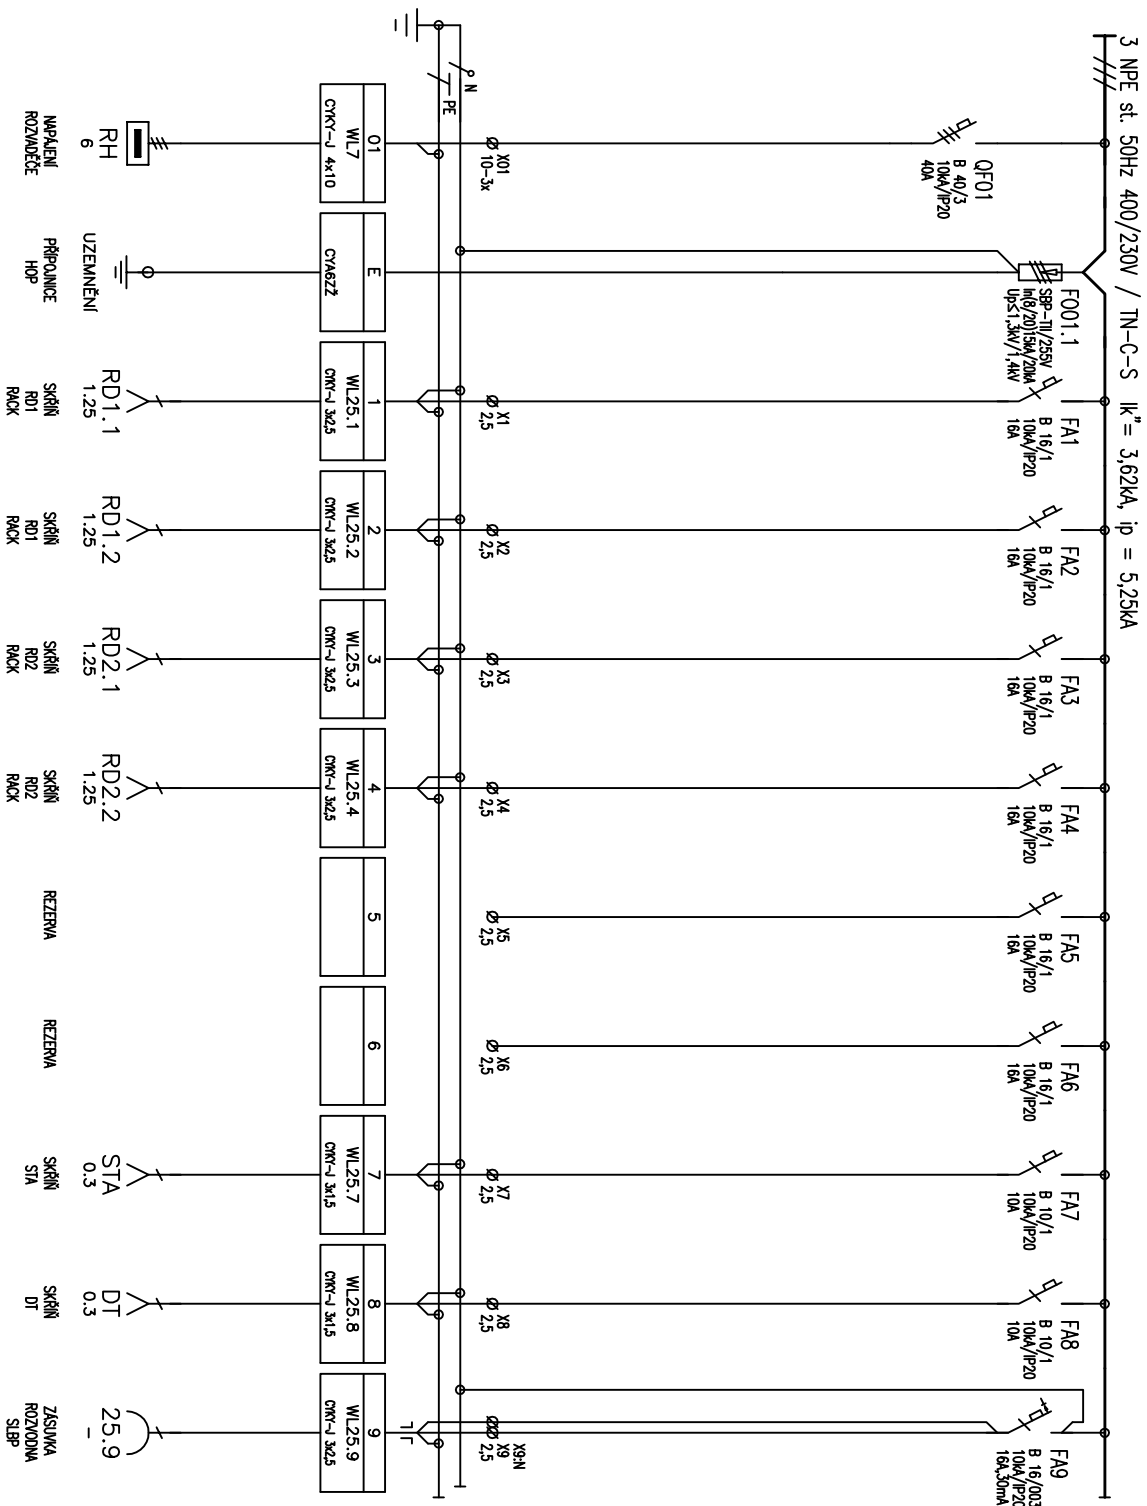 3 NPE st. 50Hz 400/230V / TN-C-S Ik"= 3,62kA, ip = 5,25kA
QF01
B 40/3
10kA/IP20
40A
F001.1
SBP-TII/255V
In(8/20)15kA/20kA
Up≤1,3kV/1,4kV
FA1
B 16/1
10kA/IP20
16A
FA2
B 16/1
10kA/IP20
16A
FA3
B 16/1
10kA/IP20
16A
FA4
B 16/1
10kA/IP20
16A
FA5
B 16/1
10kA/IP20
16A
FA6
B 16/1
10kA/IP20
16A
FA7
B 10/1
10kA/IP20
10A
FA8
B 10/1
10kA/IP20
10A
FA9
B 16/003
10kA/IP20
16A,30mA
N
PE
X01
10-3x
X1
2,5
X2
2,5
X3
2,5
X4
2,5
X5
2,5
X6
2,5
X7
2,5
X8
2,5
X9:N
X9
2,5
01
WL7
CYKY-J 4x10
E
CYA6ZŽ
1
WL25.1
CYKY-J 3x2,5
2
WL25.2
CYKY-J 3x2,5
3
WL25.3
CYKY-J 3x2,5
4
WL25.4
CYKY-J 3x2,5
5
6
7
WL25.7
CYKY-J 3x1,5
8
WL25.8
CYKY-J 3x1,5
9
WL25.9
CYKY-J 3x2,5
RH
6
NAPÁJENÍ
ROZVADĚČE
UZEMNĚNÍ
PŘÍPOJNICE
HOP
RD1.1
1.25
SKŘÍŇ
RD1
RACK
RD1.2
1.25
SKŘÍŇ
RD1
RACK
RD2.1
1.25
SKŘÍŇ
RD2
RACK
RD2.2
1.25
SKŘÍŇ
RD2
RACK
REZERVA
REZERVA
STA
0.3
SKŘÍŇ
STA
DT
0.3
SKŘÍŇ
DT
25.9
-
ZÁSUVKA
ROZVODNA
SLBP